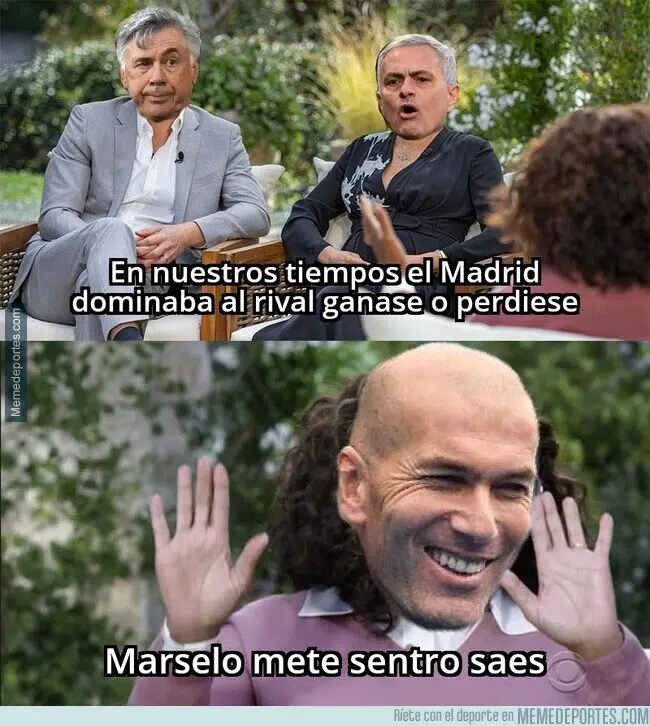 En nuestros tiempos el Madrid
dominaba al rival ganase o perdiese
Memedeportes.com
Marselo mete sentro saes
Ríete con el deporte en MEMEDEPORTES.COM